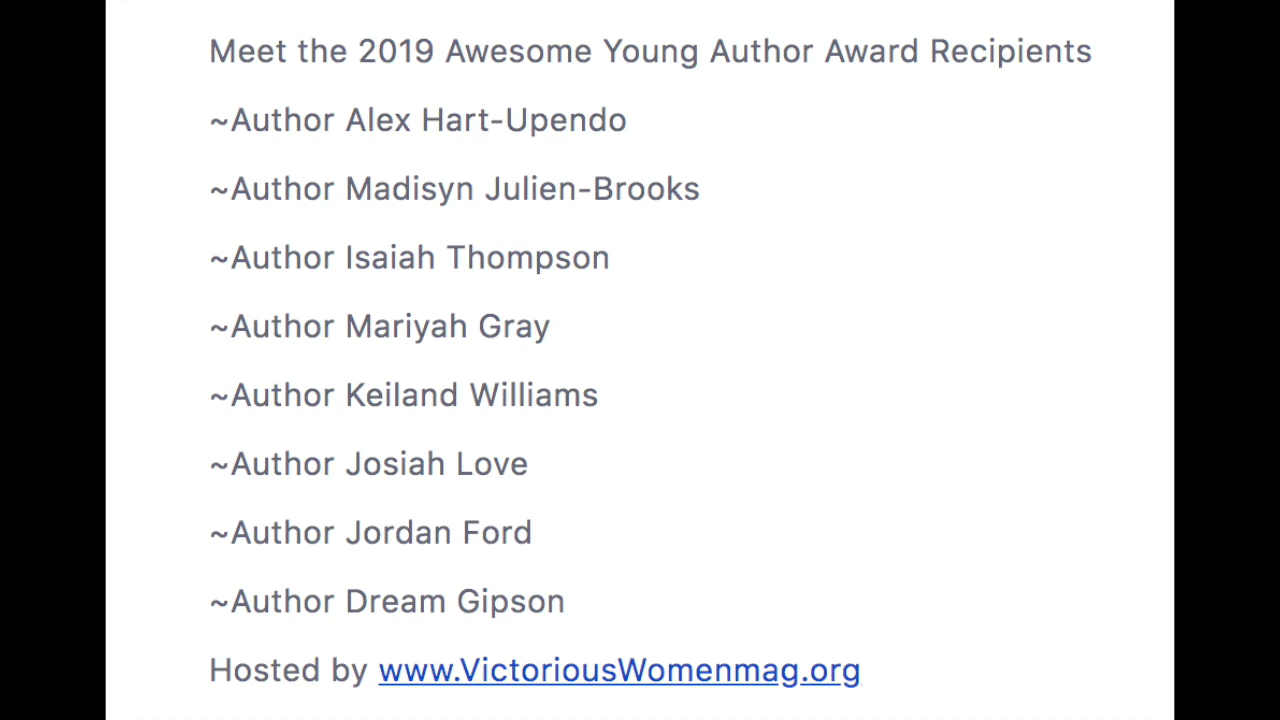 Meet the 2019 Awesome Young Author Award Recipients
~Author Alex Hart-Upendo
~Author Madisyn Julien-Brooks
~Author Isaiah Thompson
~Author Mariyah Gray
~Author Keiland Williams
~Author Josiah Love
~Author Jordan Ford
~Author Dream Gipson
Hosted by www.VictoriousWomenmag.org